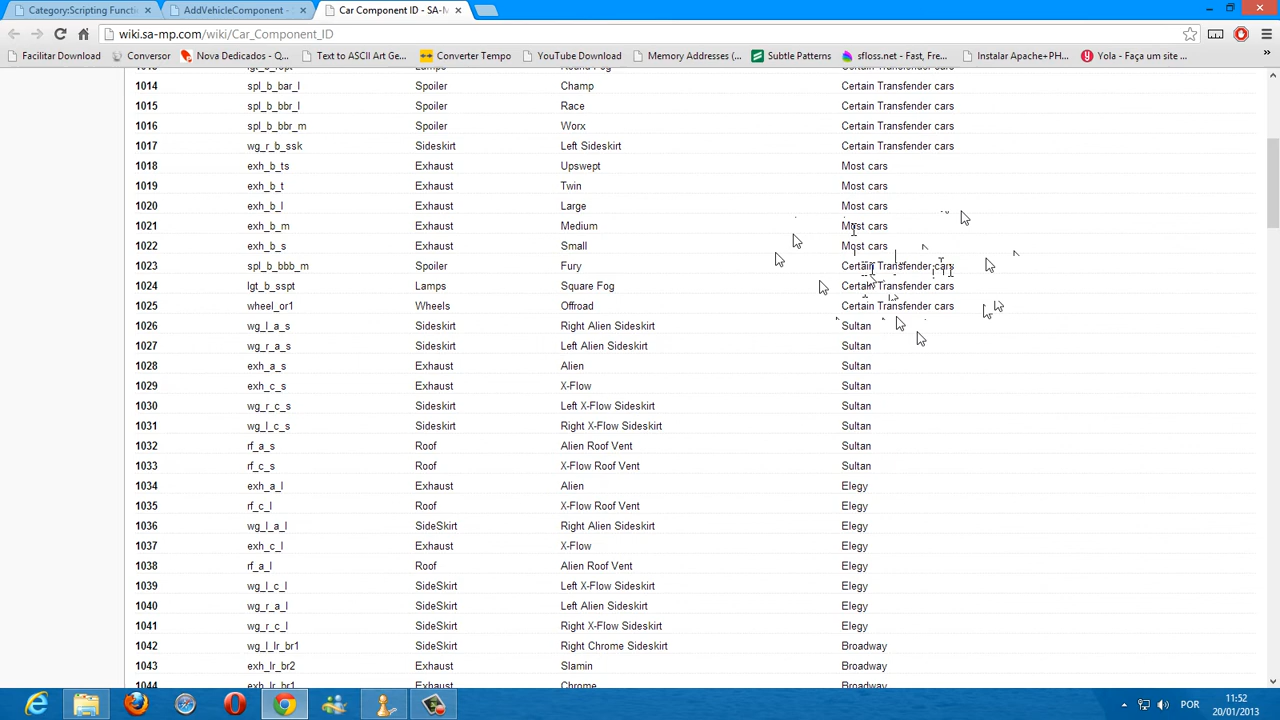 Category:Scripting Functi
AddVehicleComponent -
Car Component ID - SA-M
wiki.sa-mp.com/wiki/Car_Component_ID
Facilitar Download Conversor Nova Dedicados - Q... Text to ASCII Art Ge... Converter Tempo YouTube Download Memory Addresses (... Subtle Patterns sfloss.net - Fast, Fre... Instalar Apache+PH... Yola - Faça um site ... »
1014 spl_b_bar_l Spoiler Champ Certain Transfender cars
1015 spl_b_bbr_l Spoiler Race Certain Transfender cars
1016 spl_b_bbr_m Spoiler Worx Certain Transfender cars
1017 wg_r_b_ssk Sideskirt Left Sideskirt Certain Transfender cars
1018 exh_b_ts Exhaust Upswept Most cars
1019 exh_b_t Exhaust Twin Most cars
1020 exh_b_l Exhaust Large Most cars
1021 exh_b_m Exhaust Medium Most cars
1022 exh_b_s Exhaust Small Most cars
1023 spl_b_bbb_m Spoiler Fury Certain Transfender cars
1024 lgt_b_sspt Lamps Square Fog Certain Transfender cars
1025 wheel_or1 Wheels Offroad Certain Transfender cars
1026 wg_l_a_s Sideskirt Right Alien Sideskirt Sultan
1027 wg_r_a_s Sideskirt Left Alien Sideskirt Sultan
1028 exh_a_s Exhaust Alien Sultan
1029 exh_c_s Exhaust X-Flow Sultan
1030 wg_r_c_s Sideskirt Left X-Flow Sideskirt Sultan
1031 wg_l_c_s Sideskirt Right X-Flow Sideskirt Sultan
1032 rf_a_s Roof Alien Roof Vent Sultan
1033 rf_c_s Roof X-Flow Roof Vent Sultan
1034 exh_a_l Exhaust Alien Elegy
1035 rf_c_l Roof X-Flow Roof Vent Elegy
1036 wg_l_a_l SideSkirt Right Alien Sideskirt Elegy
1037 exh_c_l Exhaust X-Flow Elegy
1038 rf_a_l Roof Alien Roof Vent Elegy
1039 wg_l_c_l SideSkirt Left X-Flow Sideskirt Elegy
1040 wg_r_a_l SideSkirt Left Alien Sideskirt Elegy
1041 wg_r_c_l SideSkirt Right X-Flow Sideskirt Elegy
1042 wg_l_lr_br1 SideSkirt Right Chrome Sideskirt Broadway
1043 exh_lr_br2 Exhaust Slamin Broadway
1044 exh_lr_br1 Exhaust Chrome Broadway
POR
11:52
20/01/2013